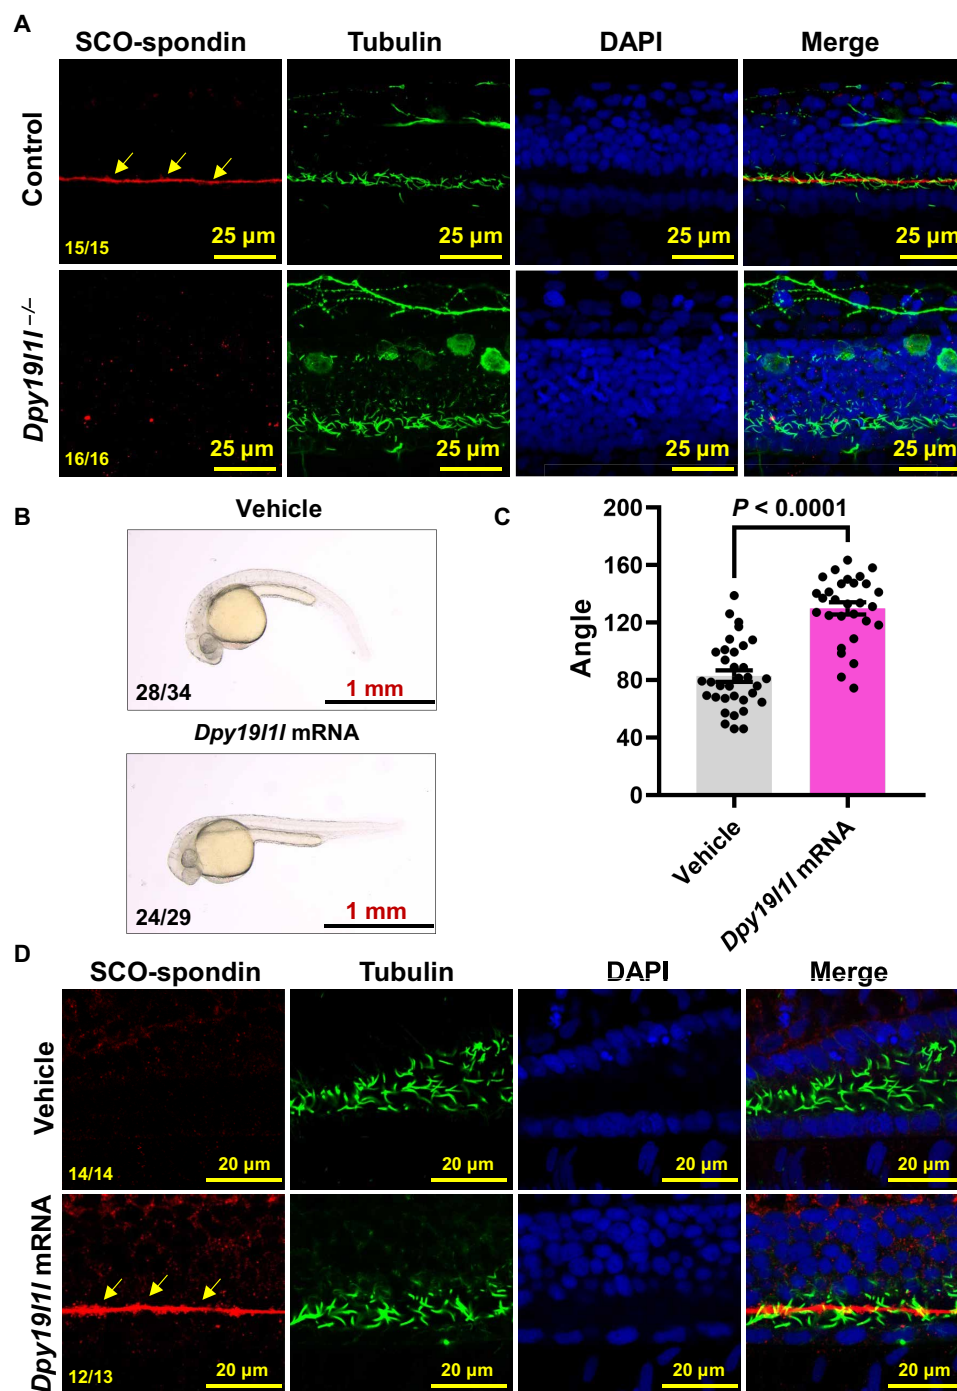 A
SCO-spondin Tubulin DAPI Merge
Control
15/15 25 µm 25 µm 25 µm 25 µm
Dpy19l1l −/−
16/16 25 µm 25 µm 25 µm 25 µm
B
Vehicle
28/34 1 mm
Dpy19l1l mRNA
24/29 1 mm
C
P < 0.0001
Angle
200
160
120
80
40
0
Vehicle
Dpy19l1l mRNA
D
SCO-spondin Tubulin DAPI Merge
Vehicle
14/14 20 µm 20 µm 20 µm 20 µm
Dpy19l1l mRNA
12/13 20 µm 20 µm 20 µm 20 µm